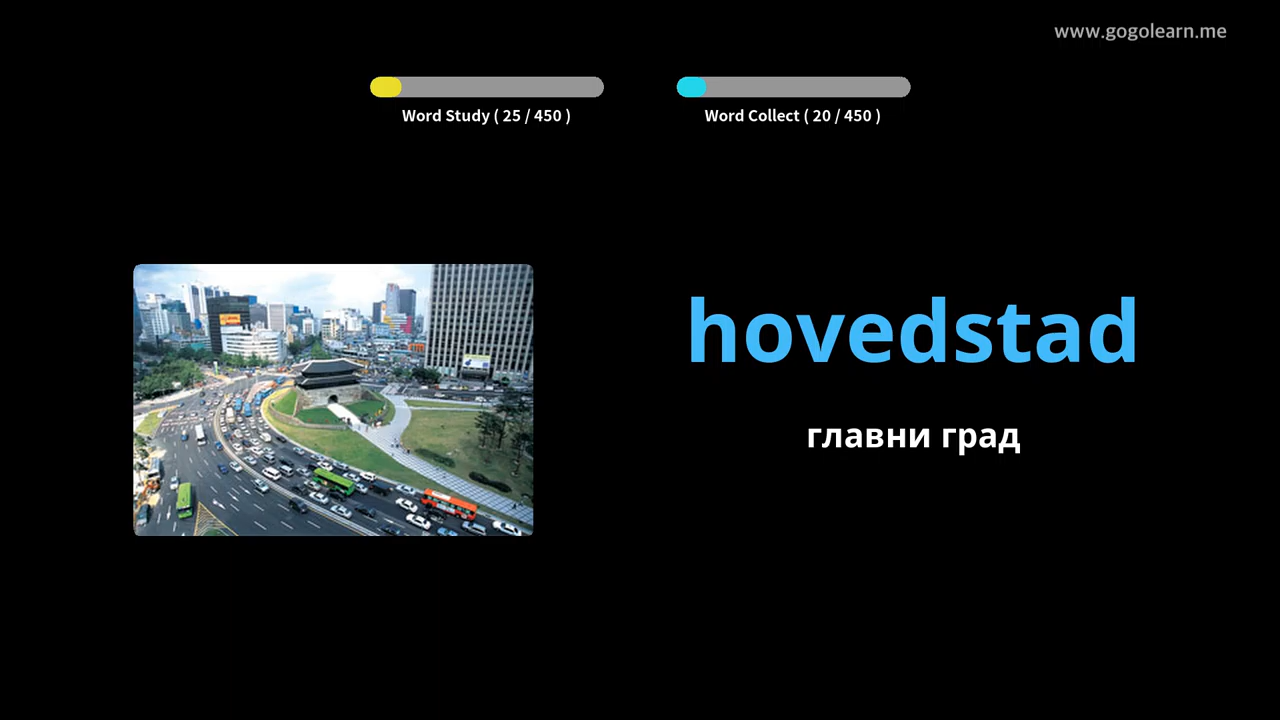 www.gogolearn.me
Word Study ( 25 / 450 )
Word Collect ( 20 / 450 )
hovedstad
главни град